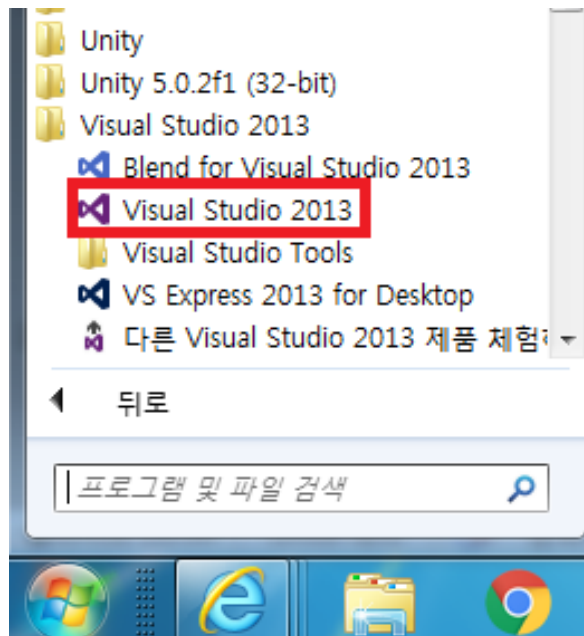 Unity
Unity 5.0.2f1 (32-bit)
Visual Studio 2013
Blend for Visual Studio 2013
Visual Studio 2013
Visual Studio Tools
VS Express 2013 for Desktop
다른 Visual Studio 2013 제품 체험
뒤로
프로그램 및 파일 검색